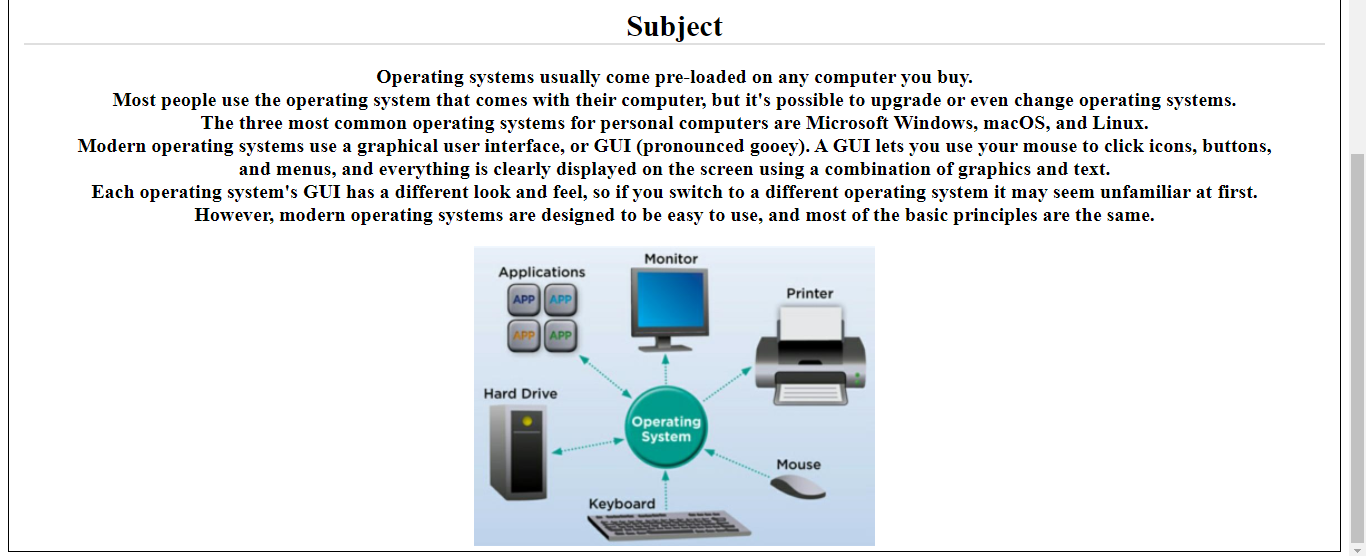 Subject
Operating systems usually come pre-loaded on any computer you buy.
Most people use the operating system that comes with their computer, but it's possible to upgrade or even change operating systems.
The three most common operating systems for personal computers are Microsoft Windows, macOS, and Linux.
Modern operating systems use a graphical user interface, or GUI (pronounced gooey). A GUI lets you use your mouse to click icons, buttons,
and menus, and everything is clearly displayed on the screen using a combination of graphics and text.
Each operating system's GUI has a different look and feel, so if you switch to a different operating system it may seem unfamiliar at first.
However, modern operating systems are designed to be easy to use, and most of the basic principles are the same.
Monitor
Applications
APP APP
APP APP
Printer
Hard Drive
Operating
System
Mouse
Keyboard